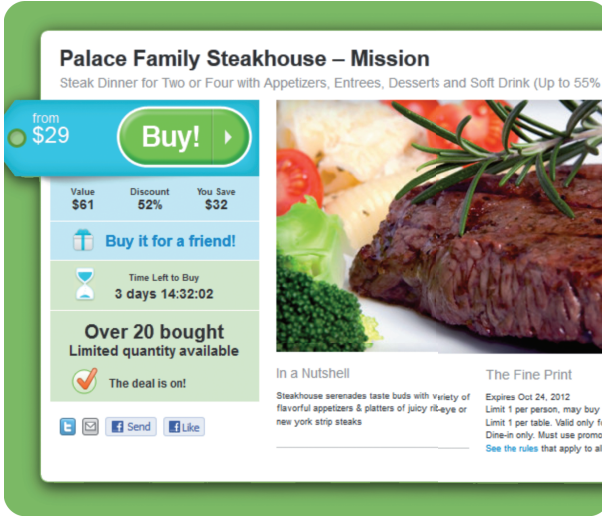 Palace Family Steakhouse – Mission
Steak Dinner for Two or Four with Appetizers, Entrees, Desserts and Soft Drink (Up to 55%
from
$29
Buy!
Value Discount You Save
$61 52% $32
Buy it for a friend!
Time Left to Buy
3 days 14:32:02
Over 20 bought
Limited quantity available
The deal is on!
Send Like
In a Nutshell
Steakhouse serenades taste buds with variety of
flavorful appetizers & platters of juicy rib-eye or
new york strip steaks
The Fine Print
Expires Oct 24, 2012
Limit 1 per person, may buy
Limit 1 per table. Valid only
Dine-in only. Must use promo
See the rules that apply to al